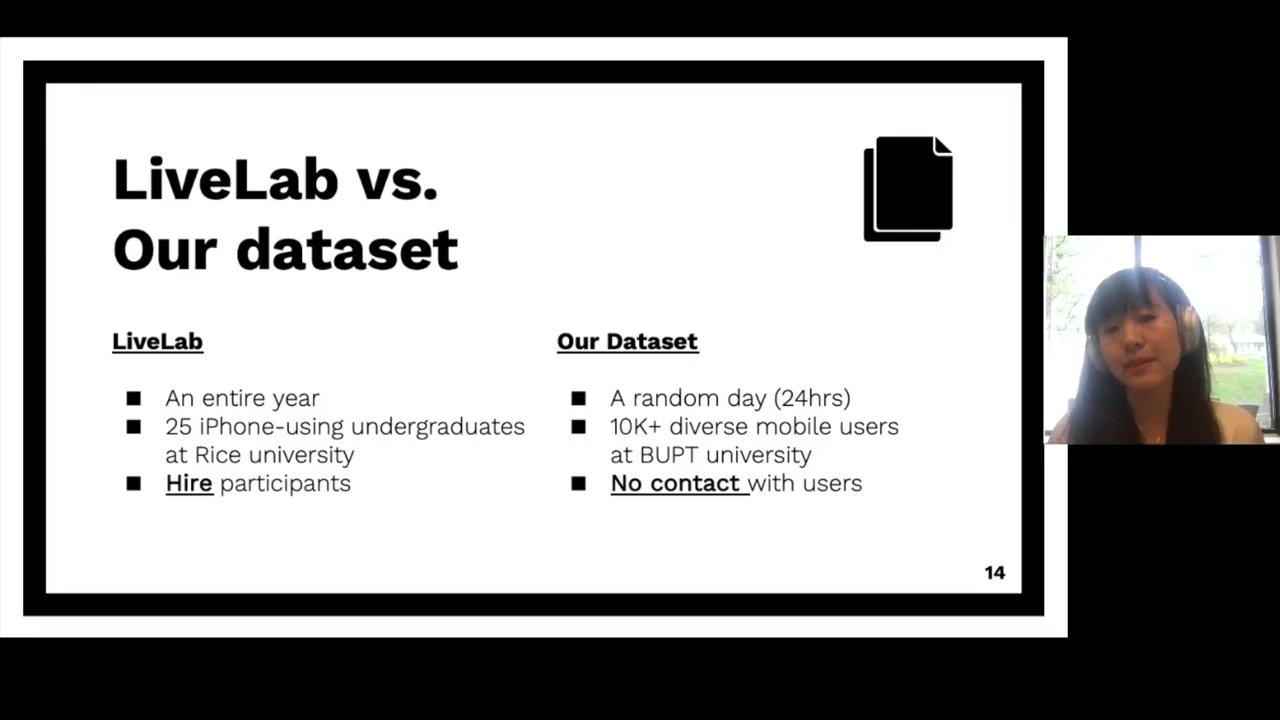 LiveLab vs.
Our dataset
LiveLab
■ An entire year
■ 25 iPhone-using undergraduates
at Rice university
■ Hire participants
Our Dataset
■ A random day (24hrs)
■ 10K+ diverse mobile users
at BUPT university
■ No contact with users
14